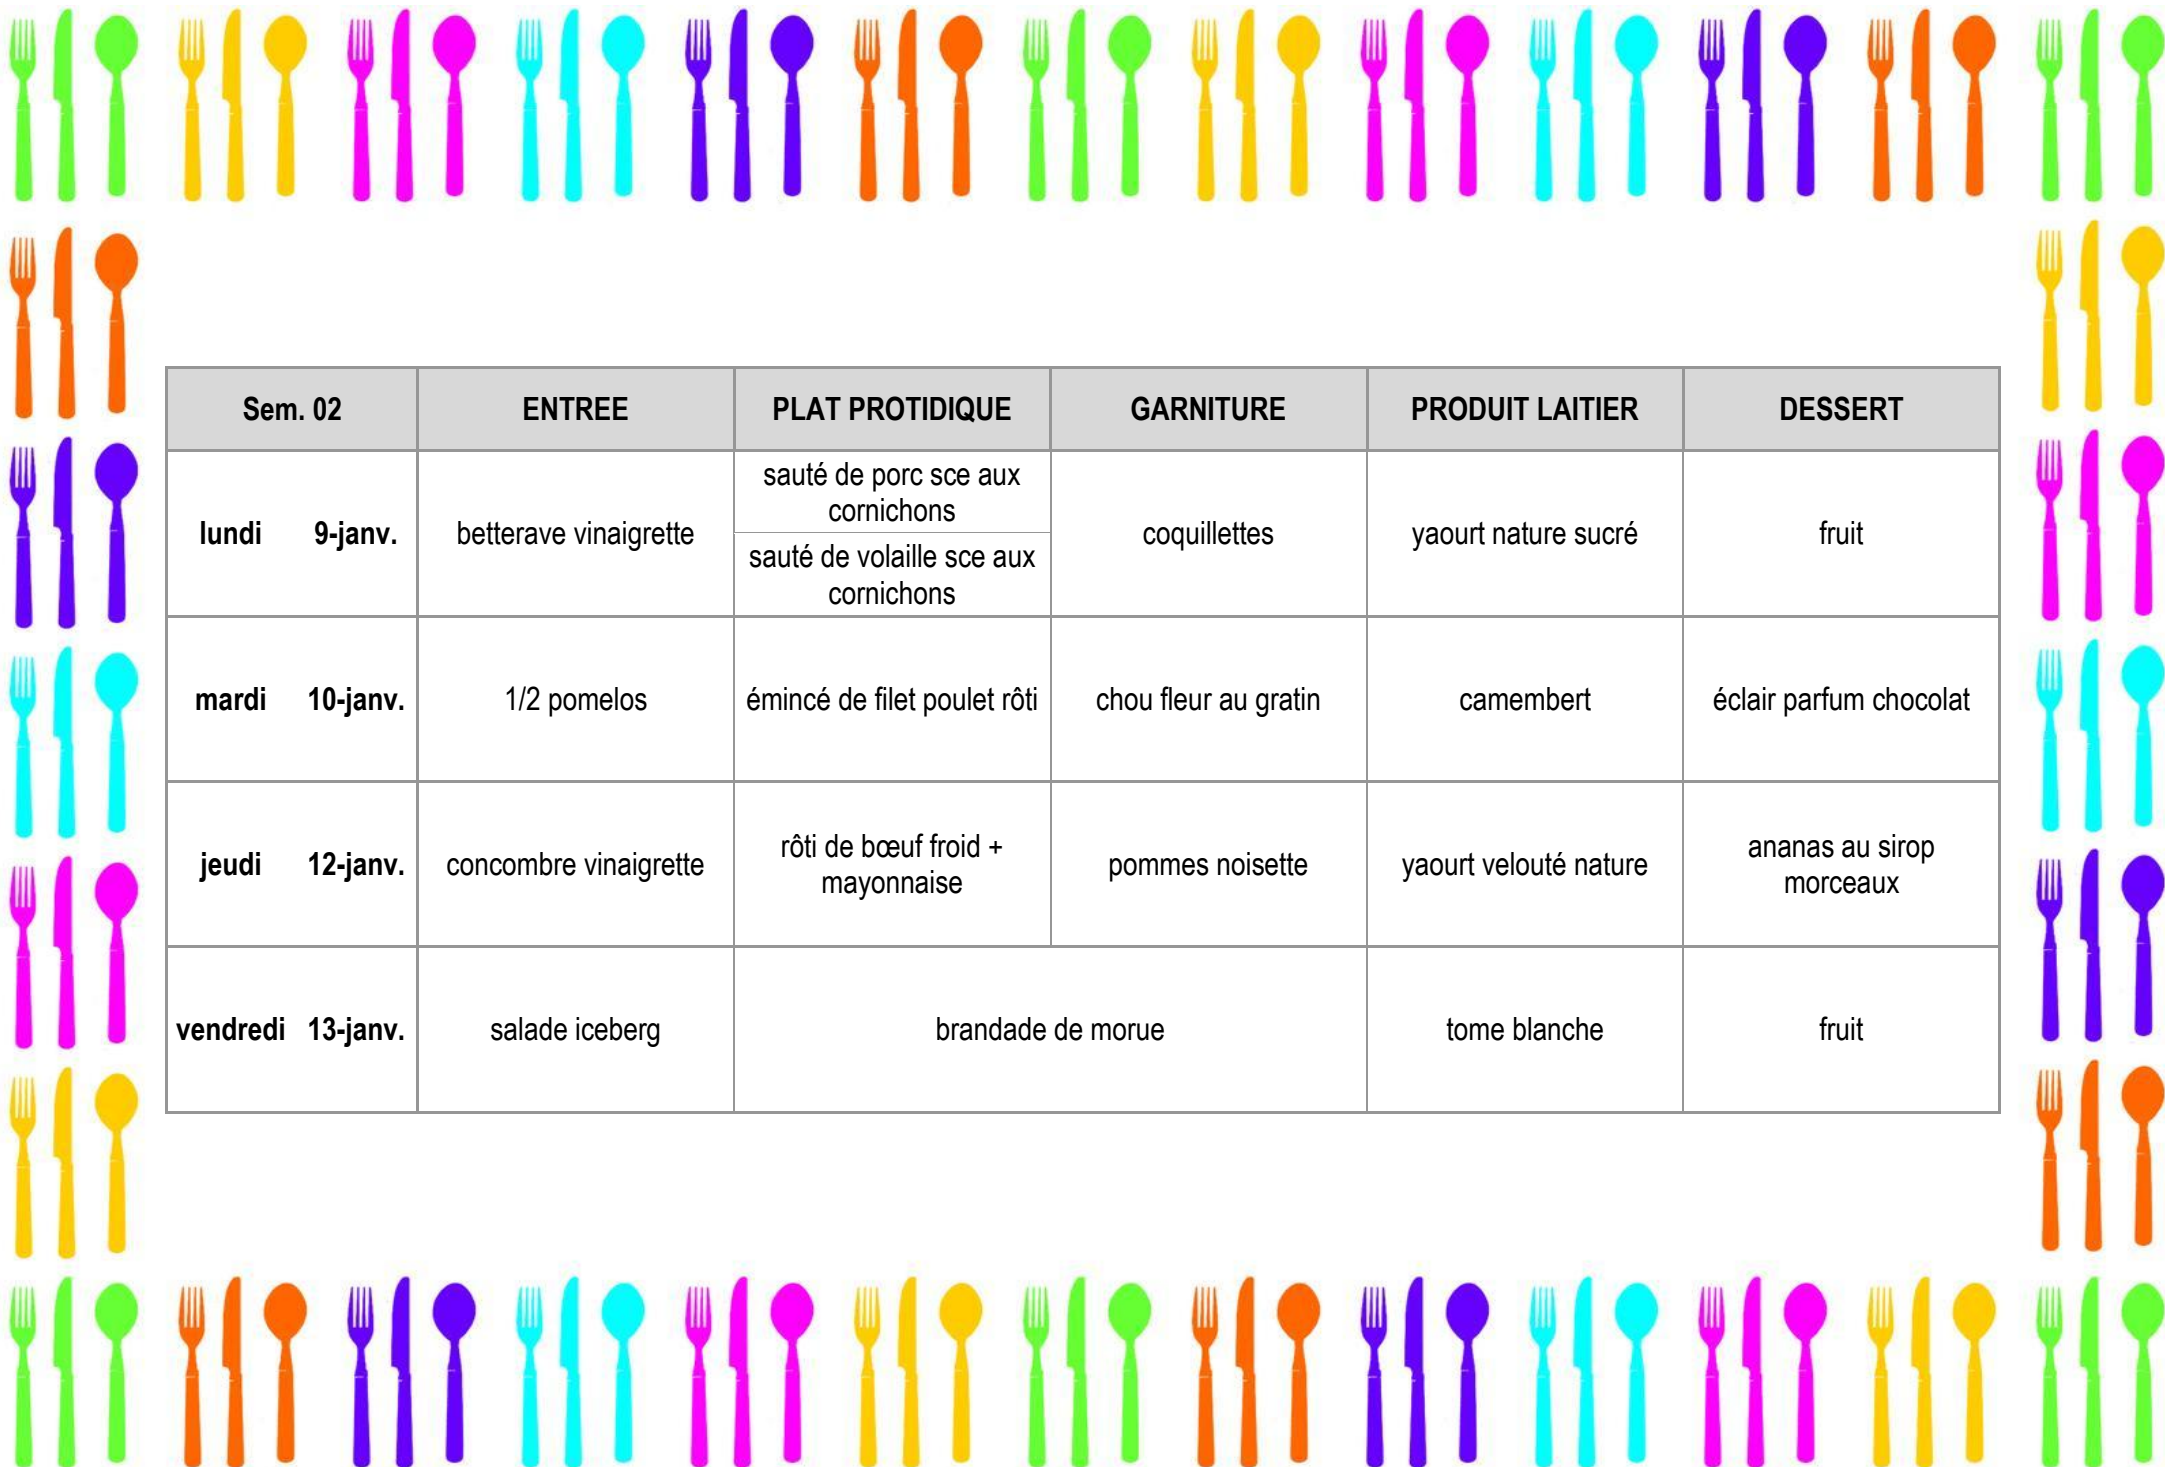 Sem. 02 ENTREE PLAT PROTIDIQUE GARNITURE PRODUIT LAITIER DESSERT
lundi 9-janv. betterave vinaigrette
sauté de porc sce aux
cornichons
sauté de volaille sce aux
cornichons
coquillettes yaourt nature sucré fruit
mardi 10-janv. 1/2 pomelos émincé de filet poulet rôti chou fleur au gratin camembert éclair parfum chocolat
jeudi 12-janv. concombre vinaigrette
rôti de bœuf froid +
mayonnaise
pommes noisette yaourt velouté nature
ananas au sirop
morceaux
vendredi 13-janv. salade iceberg brandade de morue tome blanche fruit